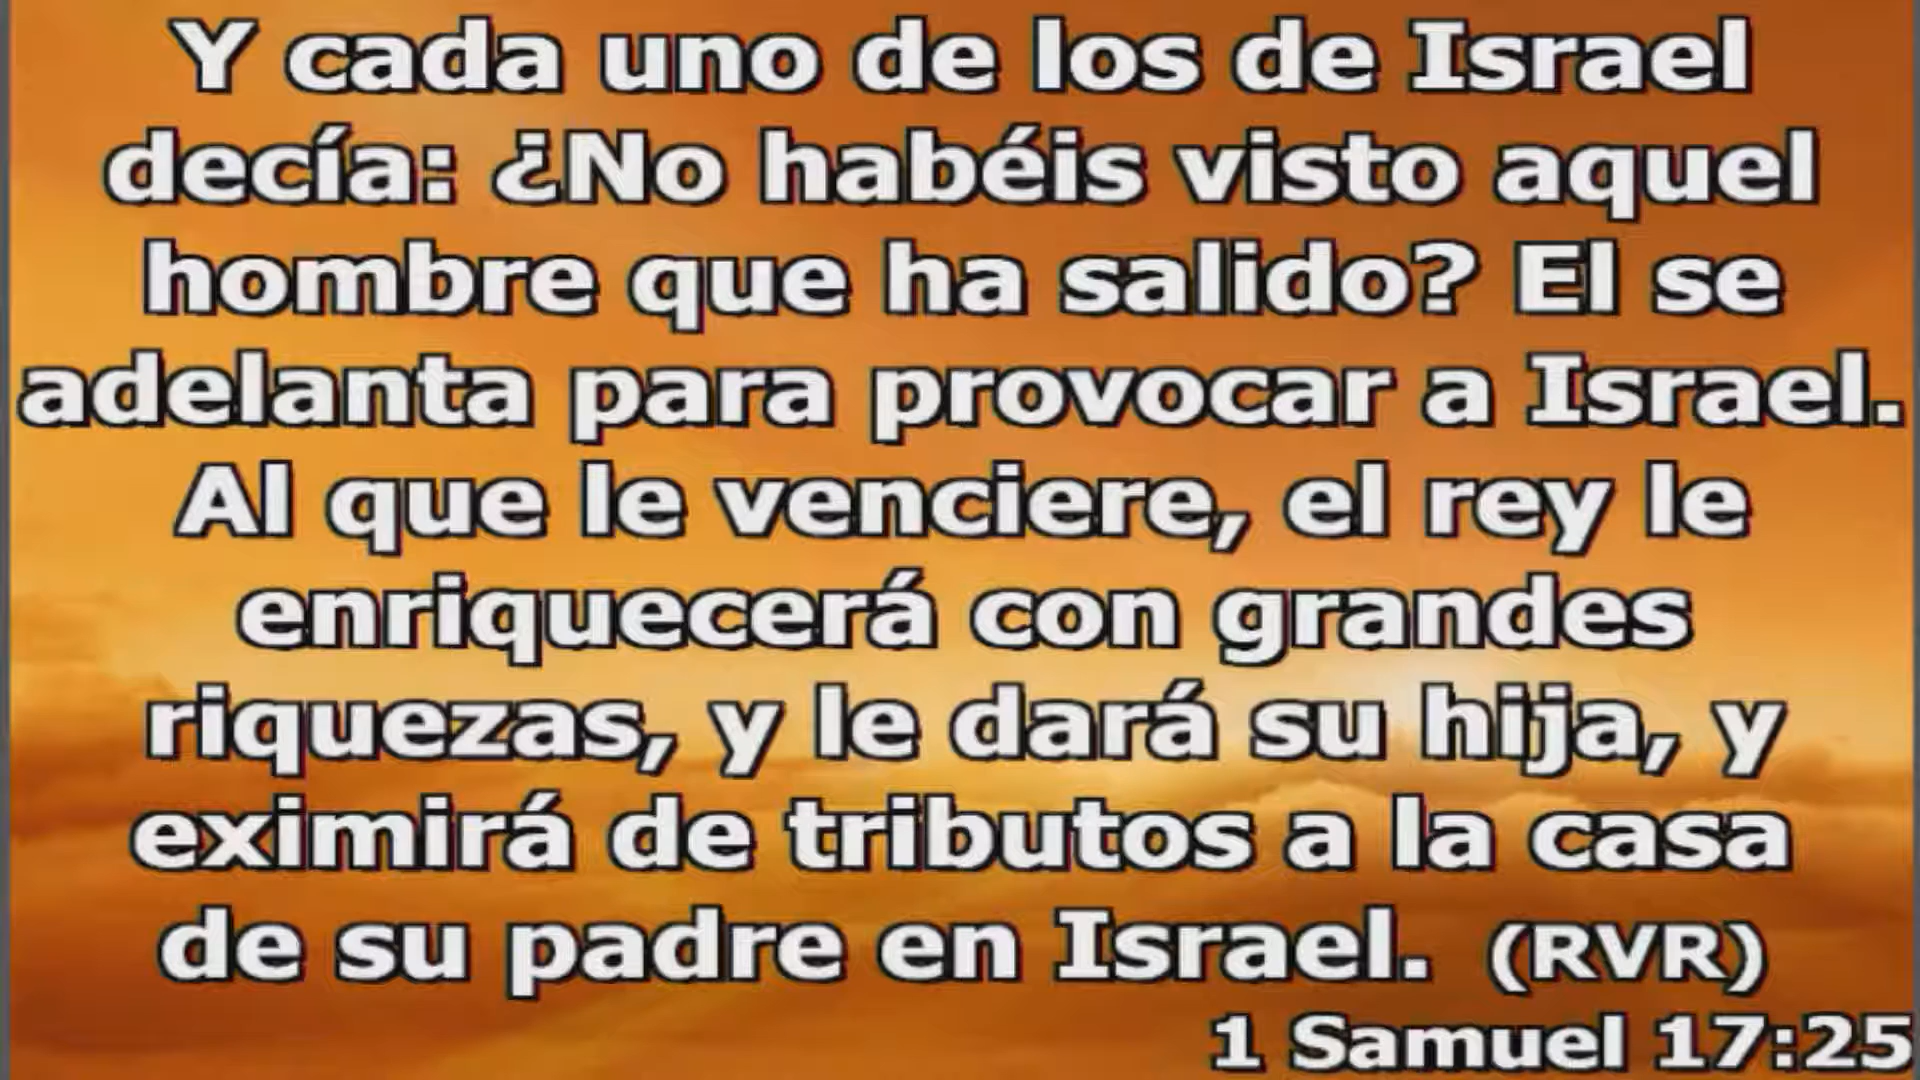 Y cada uno de los de Israel
decía: ¿No habéis visto aquel
hombre que ha salido? El se
adelanta para provocar a Israel.
Al que le venciere, el rey le
enriquecerá con grandes
riquezas, y le dará su hija, y
eximirá de tributos a la casa
de su padre en Israel. (RVR)
1 Samuel 17:25